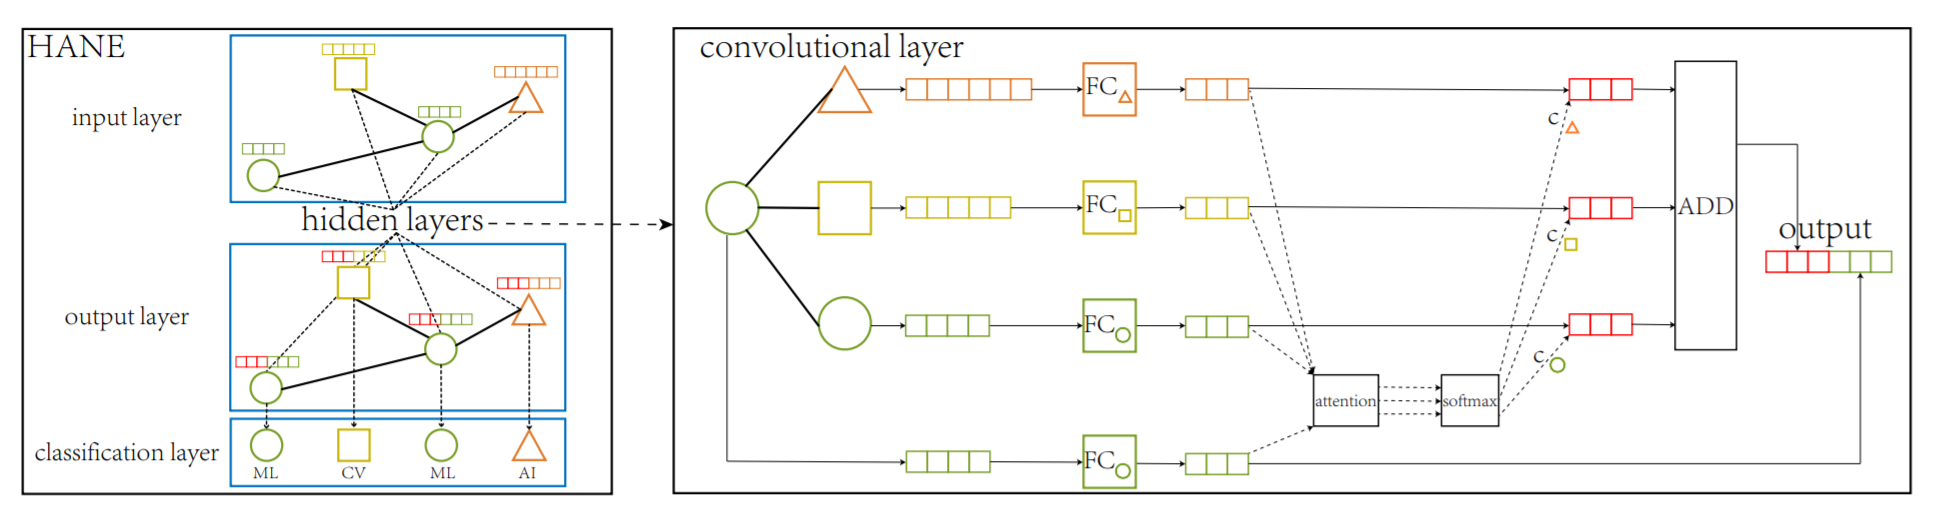 HANE
input layer
hidden layers
output layer
classification layer
ML
CV
ML
AI
convolutional layer
FC
FC
FC
FC
attention
softmax
c
c
c
ADD
output